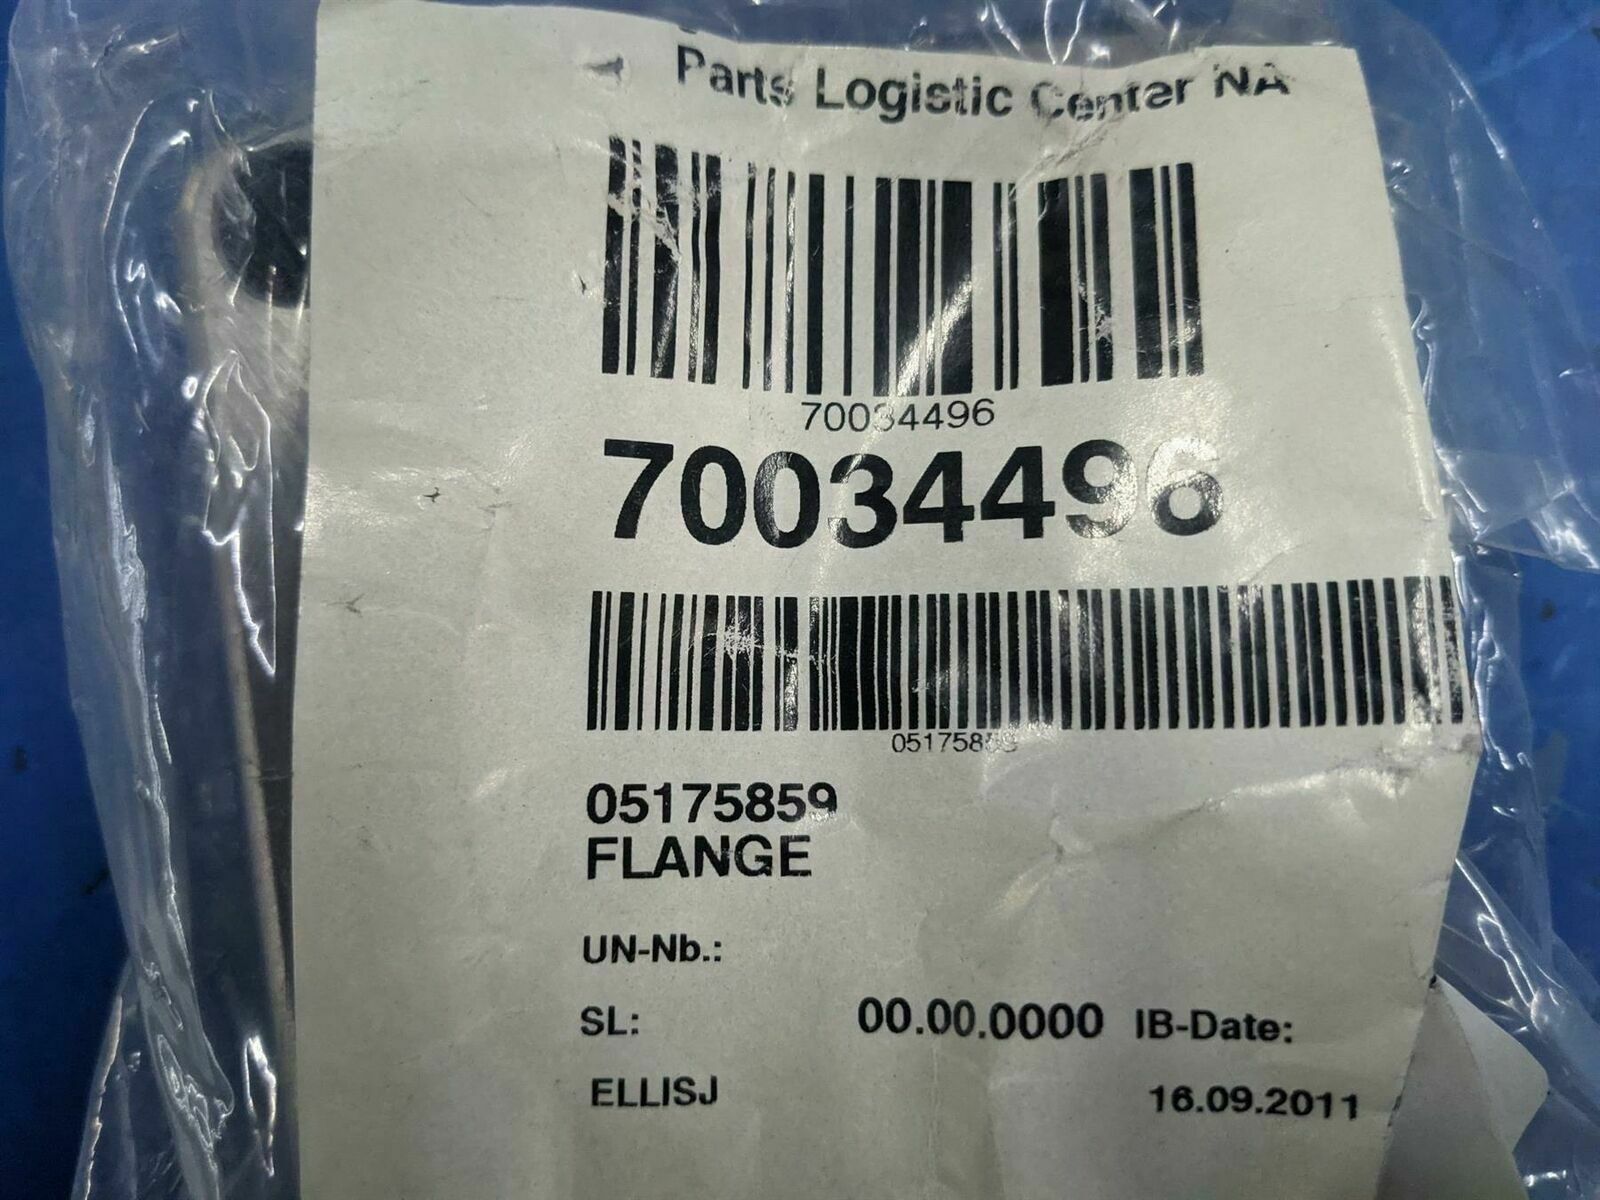 Parts Logistic Center NA
70034496
70034496
05175859
05175859
FLANGE
UN-Nb.:
SL: 00.00.0000 IB-Date:
ELLISJ 16.09.2011